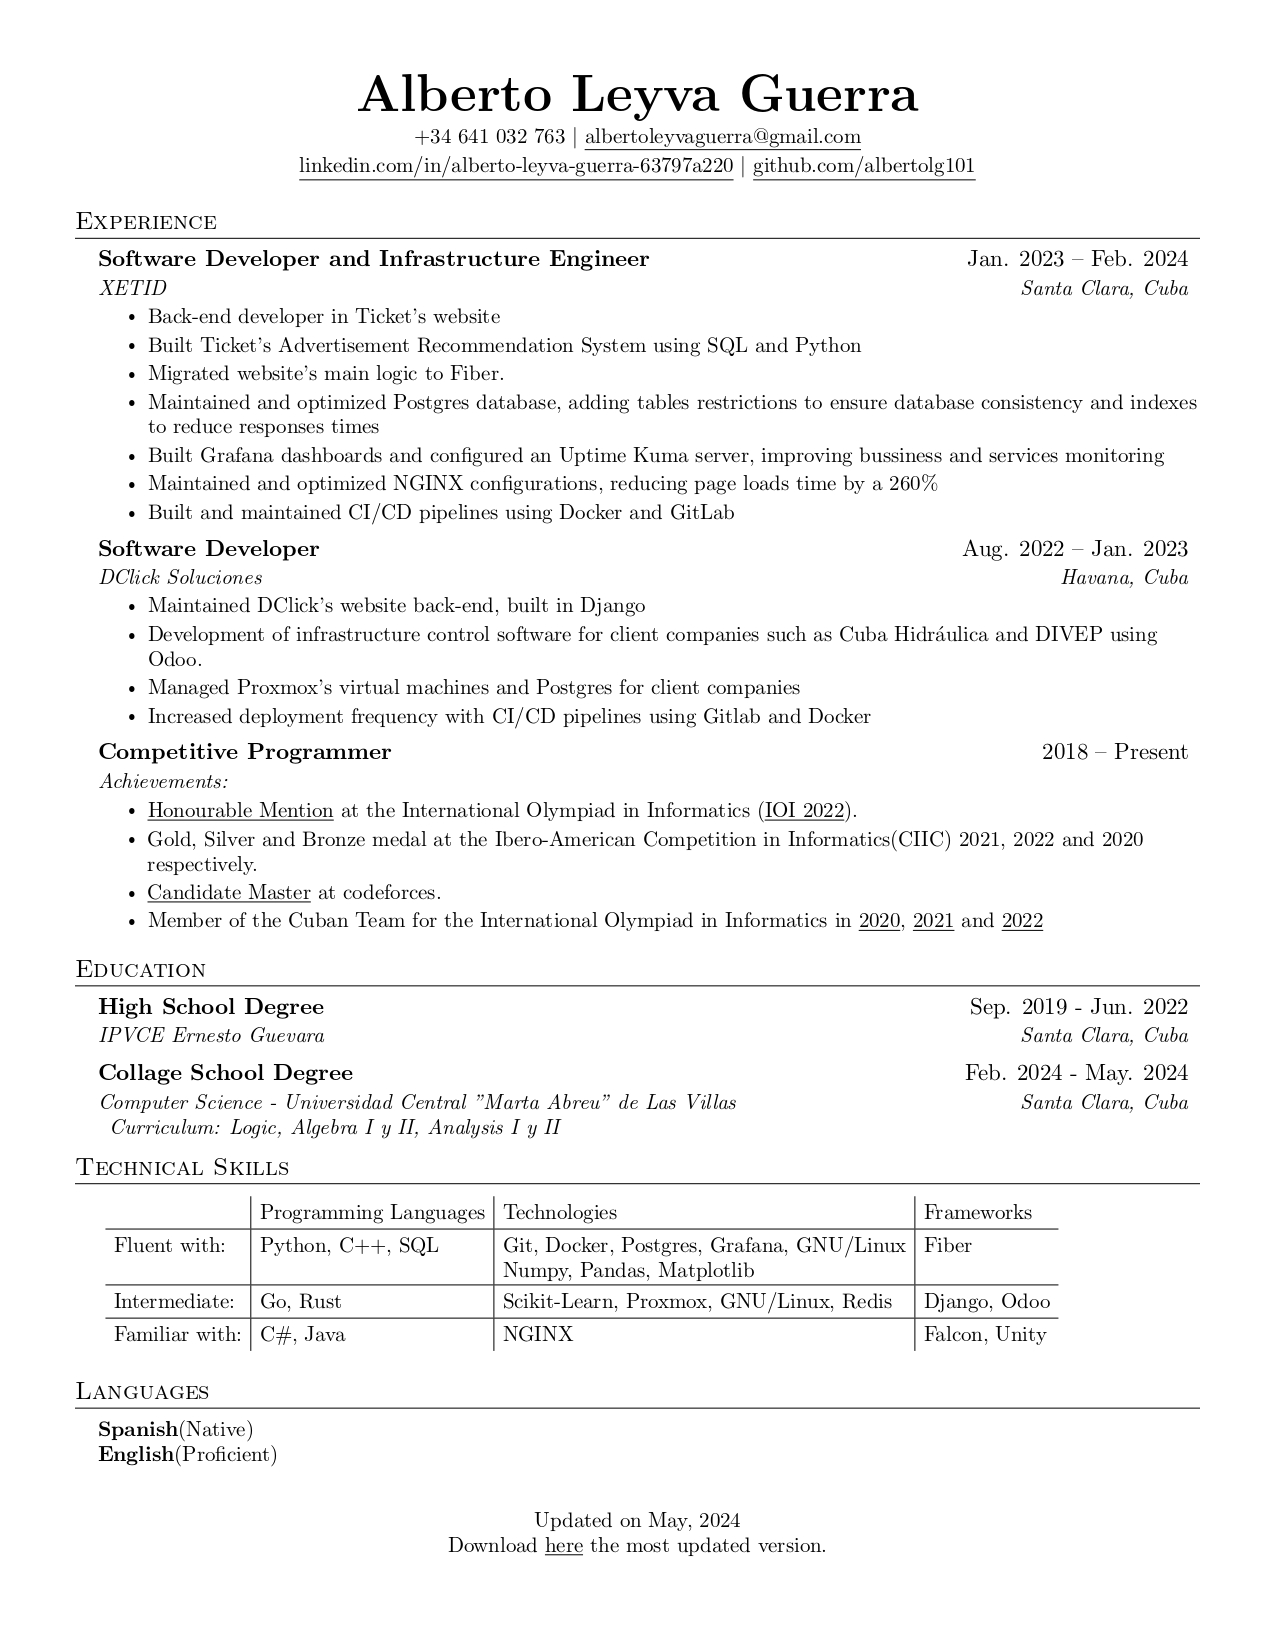 Alberto Leyva Guerra
+34 641 032 763 | albertoleyvaguerra@gmail.com
linkedin.com/in/alberto-leyva-guerra-63797a220 | github.com/albertolg101
Experience
Software Developer and Infrastructure Engineer Jan. 2023 – Feb. 2024
XETID Santa Clara, Cuba
• Back-end developer in Ticket's website
• Built Ticket's Advertisement Recommendation System using SQL and Python
• Migrated website's main logic to Fiber.
• Maintained and optimized Postgres database, adding tables restrictions to ensure database consistency and indexes
to reduce responses times
• Built Grafana dashboards and configured an Uptime Kuma server, improving bussiness and services monitoring
• Maintained and optimized NGINX configurations, reducing page loads time by a 260%
• Built and maintained CI/CD pipelines using Docker and GitLab
Software Developer Aug. 2022 – Jan. 2023
DClick Soluciones Havana, Cuba
• Maintained DClick's website back-end, built in Django
• Development of infrastructure control software for client companies such as Cuba Hidráulica and DIVEP using
Odoo.
• Managed Proxmox's virtual machines and Postgres for client companies
• Increased deployment frequency with CI/CD pipelines using Gitlab and Docker
Competitive Programmer 2018 – Present
Achievements:
• Honourable Mention at the International Olympiad in Informatics (IOI 2022).
• Gold, Silver and Bronze medal at the Ibero-American Competition in Informatics(CIIC) 2021, 2022 and 2020
respectively.
• Candidate Master at codeforces.
• Member of the Cuban Team for the International Olympiad in Informatics in 2020, 2021 and 2022
Education
High School Degree Sep. 2019 - Jun. 2022
IPVCE Ernesto Guevara Santa Clara, Cuba
Collage School Degree Feb. 2024 - May. 2024
Computer Science - Universidad Central ”Marta Abreu” de Las Villas Santa Clara, Cuba
Curriculum: Logic, Algebra I y II, Analysis I y II
Technical Skills
Programming Languages Technologies Frameworks
Fluent with: Python, C++, SQL Git, Docker, Postgres, Grafana, GNU/Linux Fiber
Numpy, Pandas, Matplotlib
Intermediate: Go, Rust Scikit-Learn, Proxmox, GNU/Linux, Redis Django, Odoo
Familiar with: C#, Java NGINX Falcon, Unity
Languages
Spanish(Native)
English(Proficient)
Updated on May, 2024
Download here the most updated version.